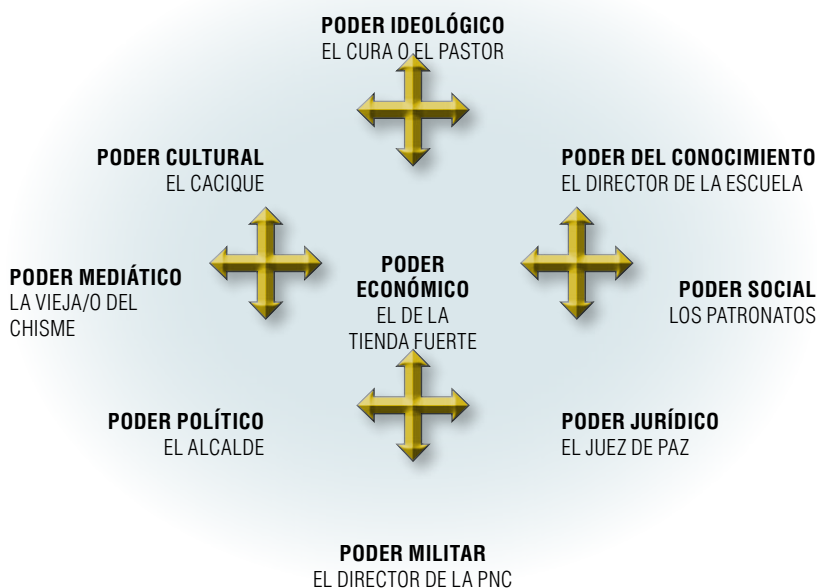 PODER IDEOLÓGICO
EL CURA O EL PASTOR
PODER CULTURAL
EL CACIQUE
PODER DEL CONOCIMIENTO
EL DIRECTOR DE LA ESCUELA
PODER MEDIÁTICO
LA VIEJA/O DEL
CHISME
PODER
ECONÓMICO
EL DE LA
TIENDA FUERTE
PODER SOCIAL
LOS PATRONATOS
PODER POLÍTICO
EL ALCALDE
PODER JURÍDICO
EL JUEZ DE PAZ
PODER MILITAR
EL DIRECTOR DE LA PNC